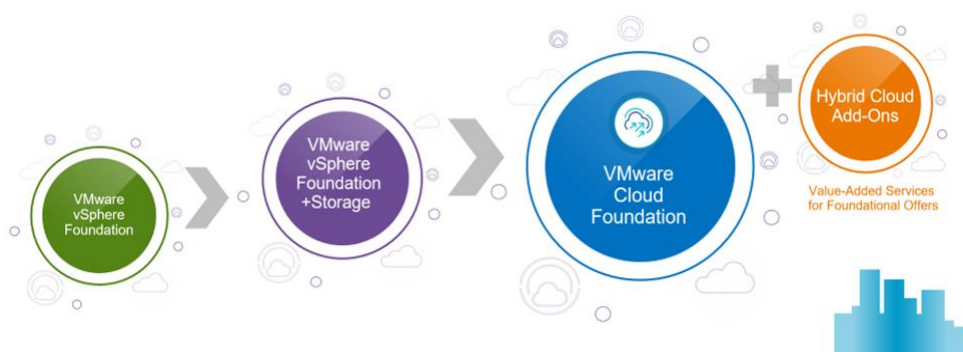 VMware
vSphere
Foundation
VMware
vSphere
Foundation
+Storage
VMware
Cloud
Foundation
Hybrid Cloud
Add-Ons
Value-Added Services
for Foundational Offers